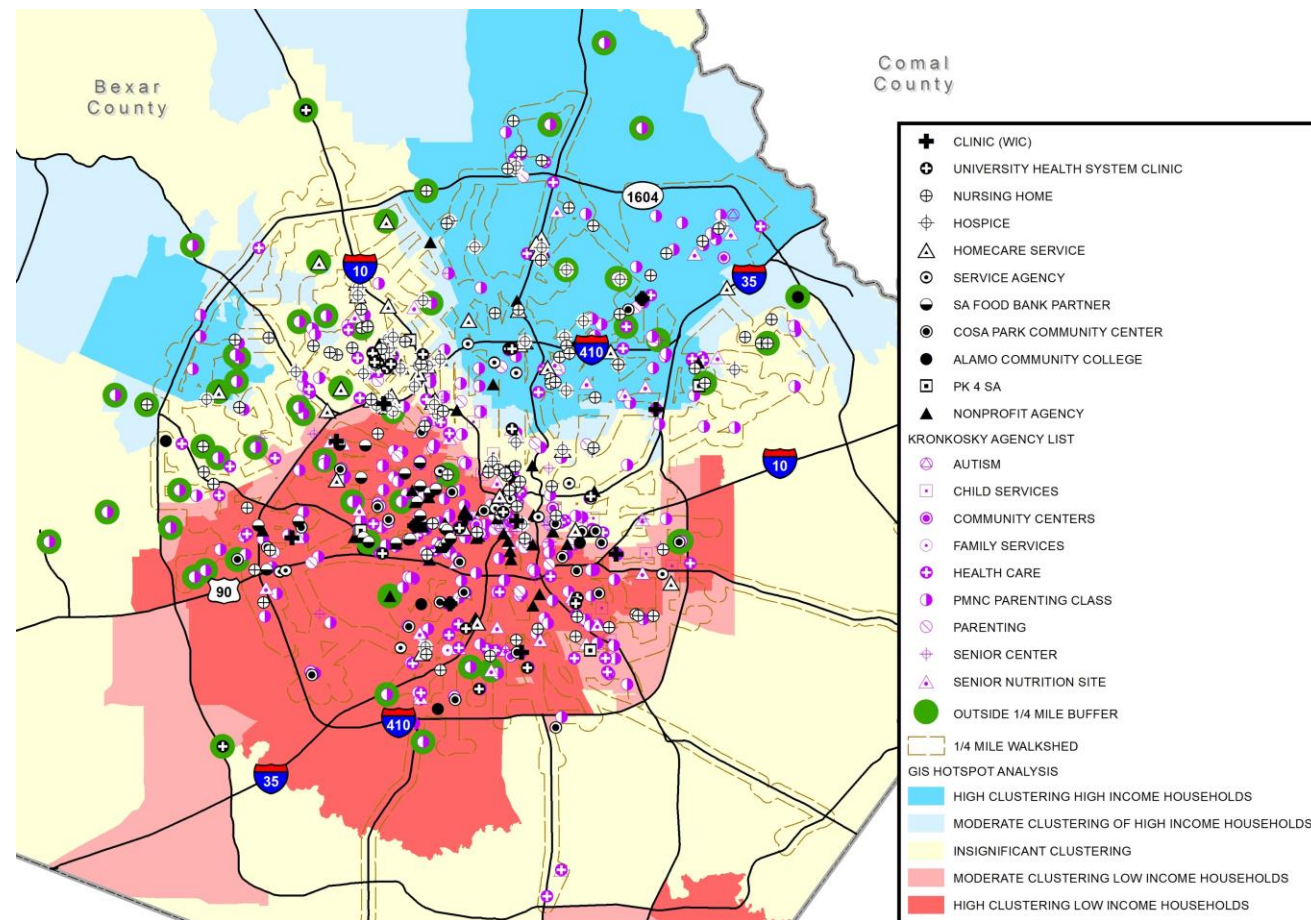 Bexar
County
Comal
County
1604
10
35
410
10
90
410
35
CLINIC (WIC)
UNIVERSITY HEALTH SYSTEM CLINIC
NURSING HOME
HOSPICE
HOMECARE SERVICE
SERVICE AGENCY
SA FOOD BANK PARTNER
COSA PARK COMMUNITY CENTER
ALAMO COMMUNITY COLLEGE
PK 4 SA
NONPROFIT AGENCY
KRONKOSKY AGENCY LIST
AUTISM
CHILD SERVICES
COMMUNITY CENTERS
FAMILY SERVICES
HEALTH CARE
PMNC PARENTING CLASS
PARENTING
SENIOR CENTER
SENIOR NUTRITION SITE
OUTSIDE 1/4 MILE BUFFER
1/4 MILE WALKSHED
GIS HOTSPOT ANALYSIS
HIGH CLUSTERING HIGH INCOME HOUSEHOLDS
MODERATE CLUSTERING OF HIGH INCOME HOUSEHOLDS
INSIGNIFICANT CLUSTERING
MODERATE CLUSTERING LOW INCOME HOUSEHOLDS
HIGH CLUSTERING LOW INCOME HOUSEHOLDS